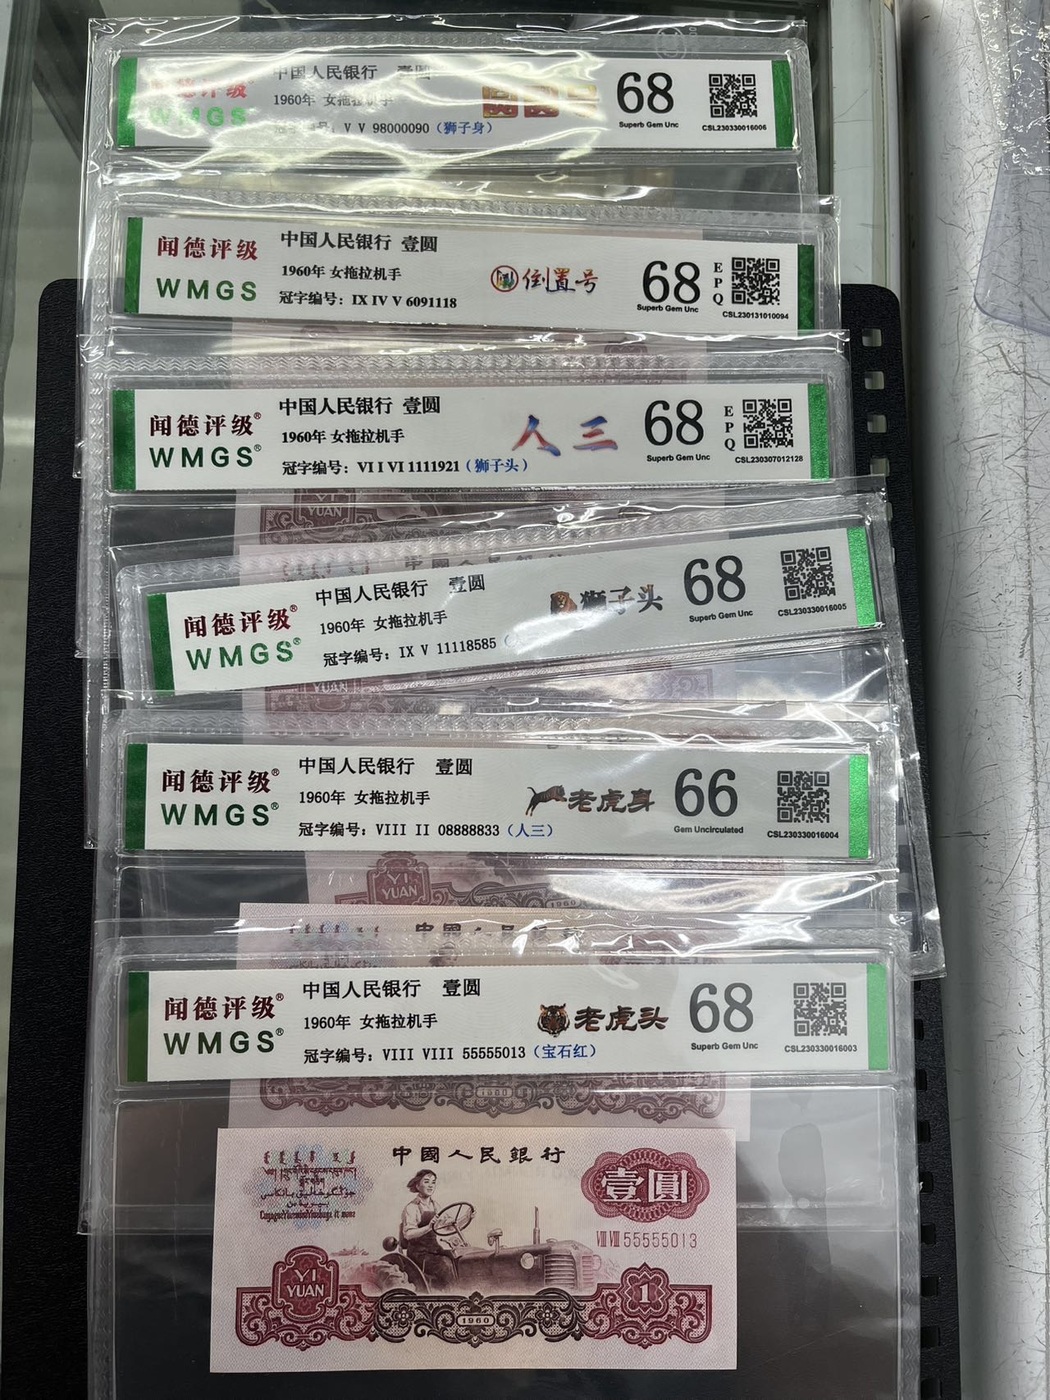 德评级
WMGS
中国人民银行 壹圆
1960年 女拖拉机手
号: V V 98000090 (狮子身)
68
Superb Gem Unc
CSL230330016006
闻德评级
WMGS
中国人民银行 壹圆
1960年 女拖拉机手
冠字编号: IX IV V 6091118
倒置号
68
EPQ
Superb Gem Unc
CSL230131010094
闻德评级®
WMGS®
中国人民银行 壹圆
1960年 女拖拉机手
冠字编号: VI I VI 1111921 (狮子头)
人三
68
EPQ
Superb Gem Unc
CSL230307012128
YI
YUAN
闻德评级®
WMGS®
中国人民银行 壹圆
1960年 女拖拉机手
冠字编号: IX V 11118585
狮子头
68
Superb Gem Unc
CSL230330016005
YUAN
闻德评级®
WMGS®
中国人民银行 壹圆
1960年 女拖拉机手
冠字编号: VIII II 08888833 (人三)
老虎身
66
Gem Uncirculated
CSL230330016004
YI
YUAN
闻德评级®
WMGS®
中国人民银行 壹圆
1960年 女拖拉机手
冠字编号: VIII VIII 55555013 (宝石红)
老虎头
68
Superb Gem Unc
CSL230330016003
1960
中國人民銀行
壹圓
VIII VIII 55555013
YI
YUAN
1960
1